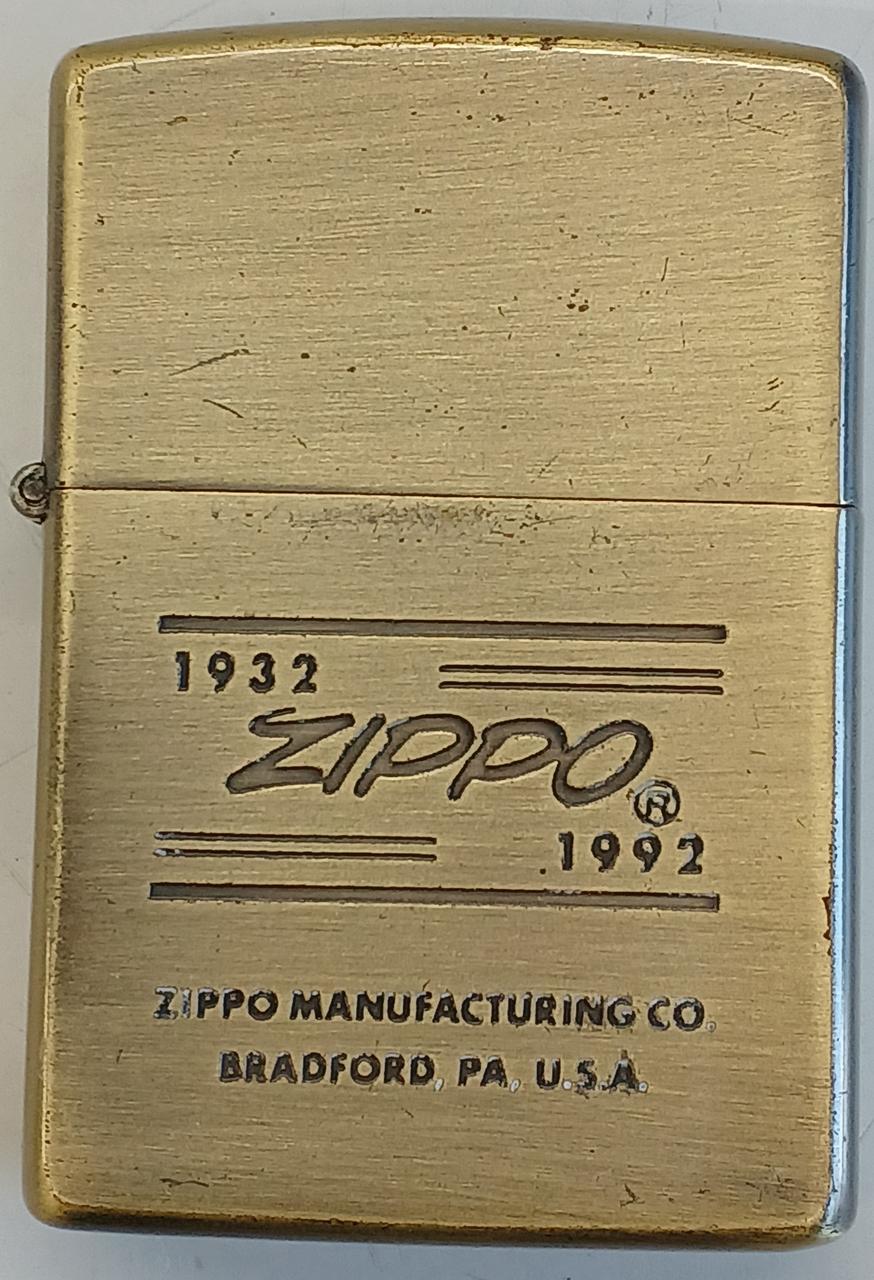 1932
ZIPPO®
1992
ZIPPO MANUFACTURING CO.
BRADFORD, PA, U.S.A.